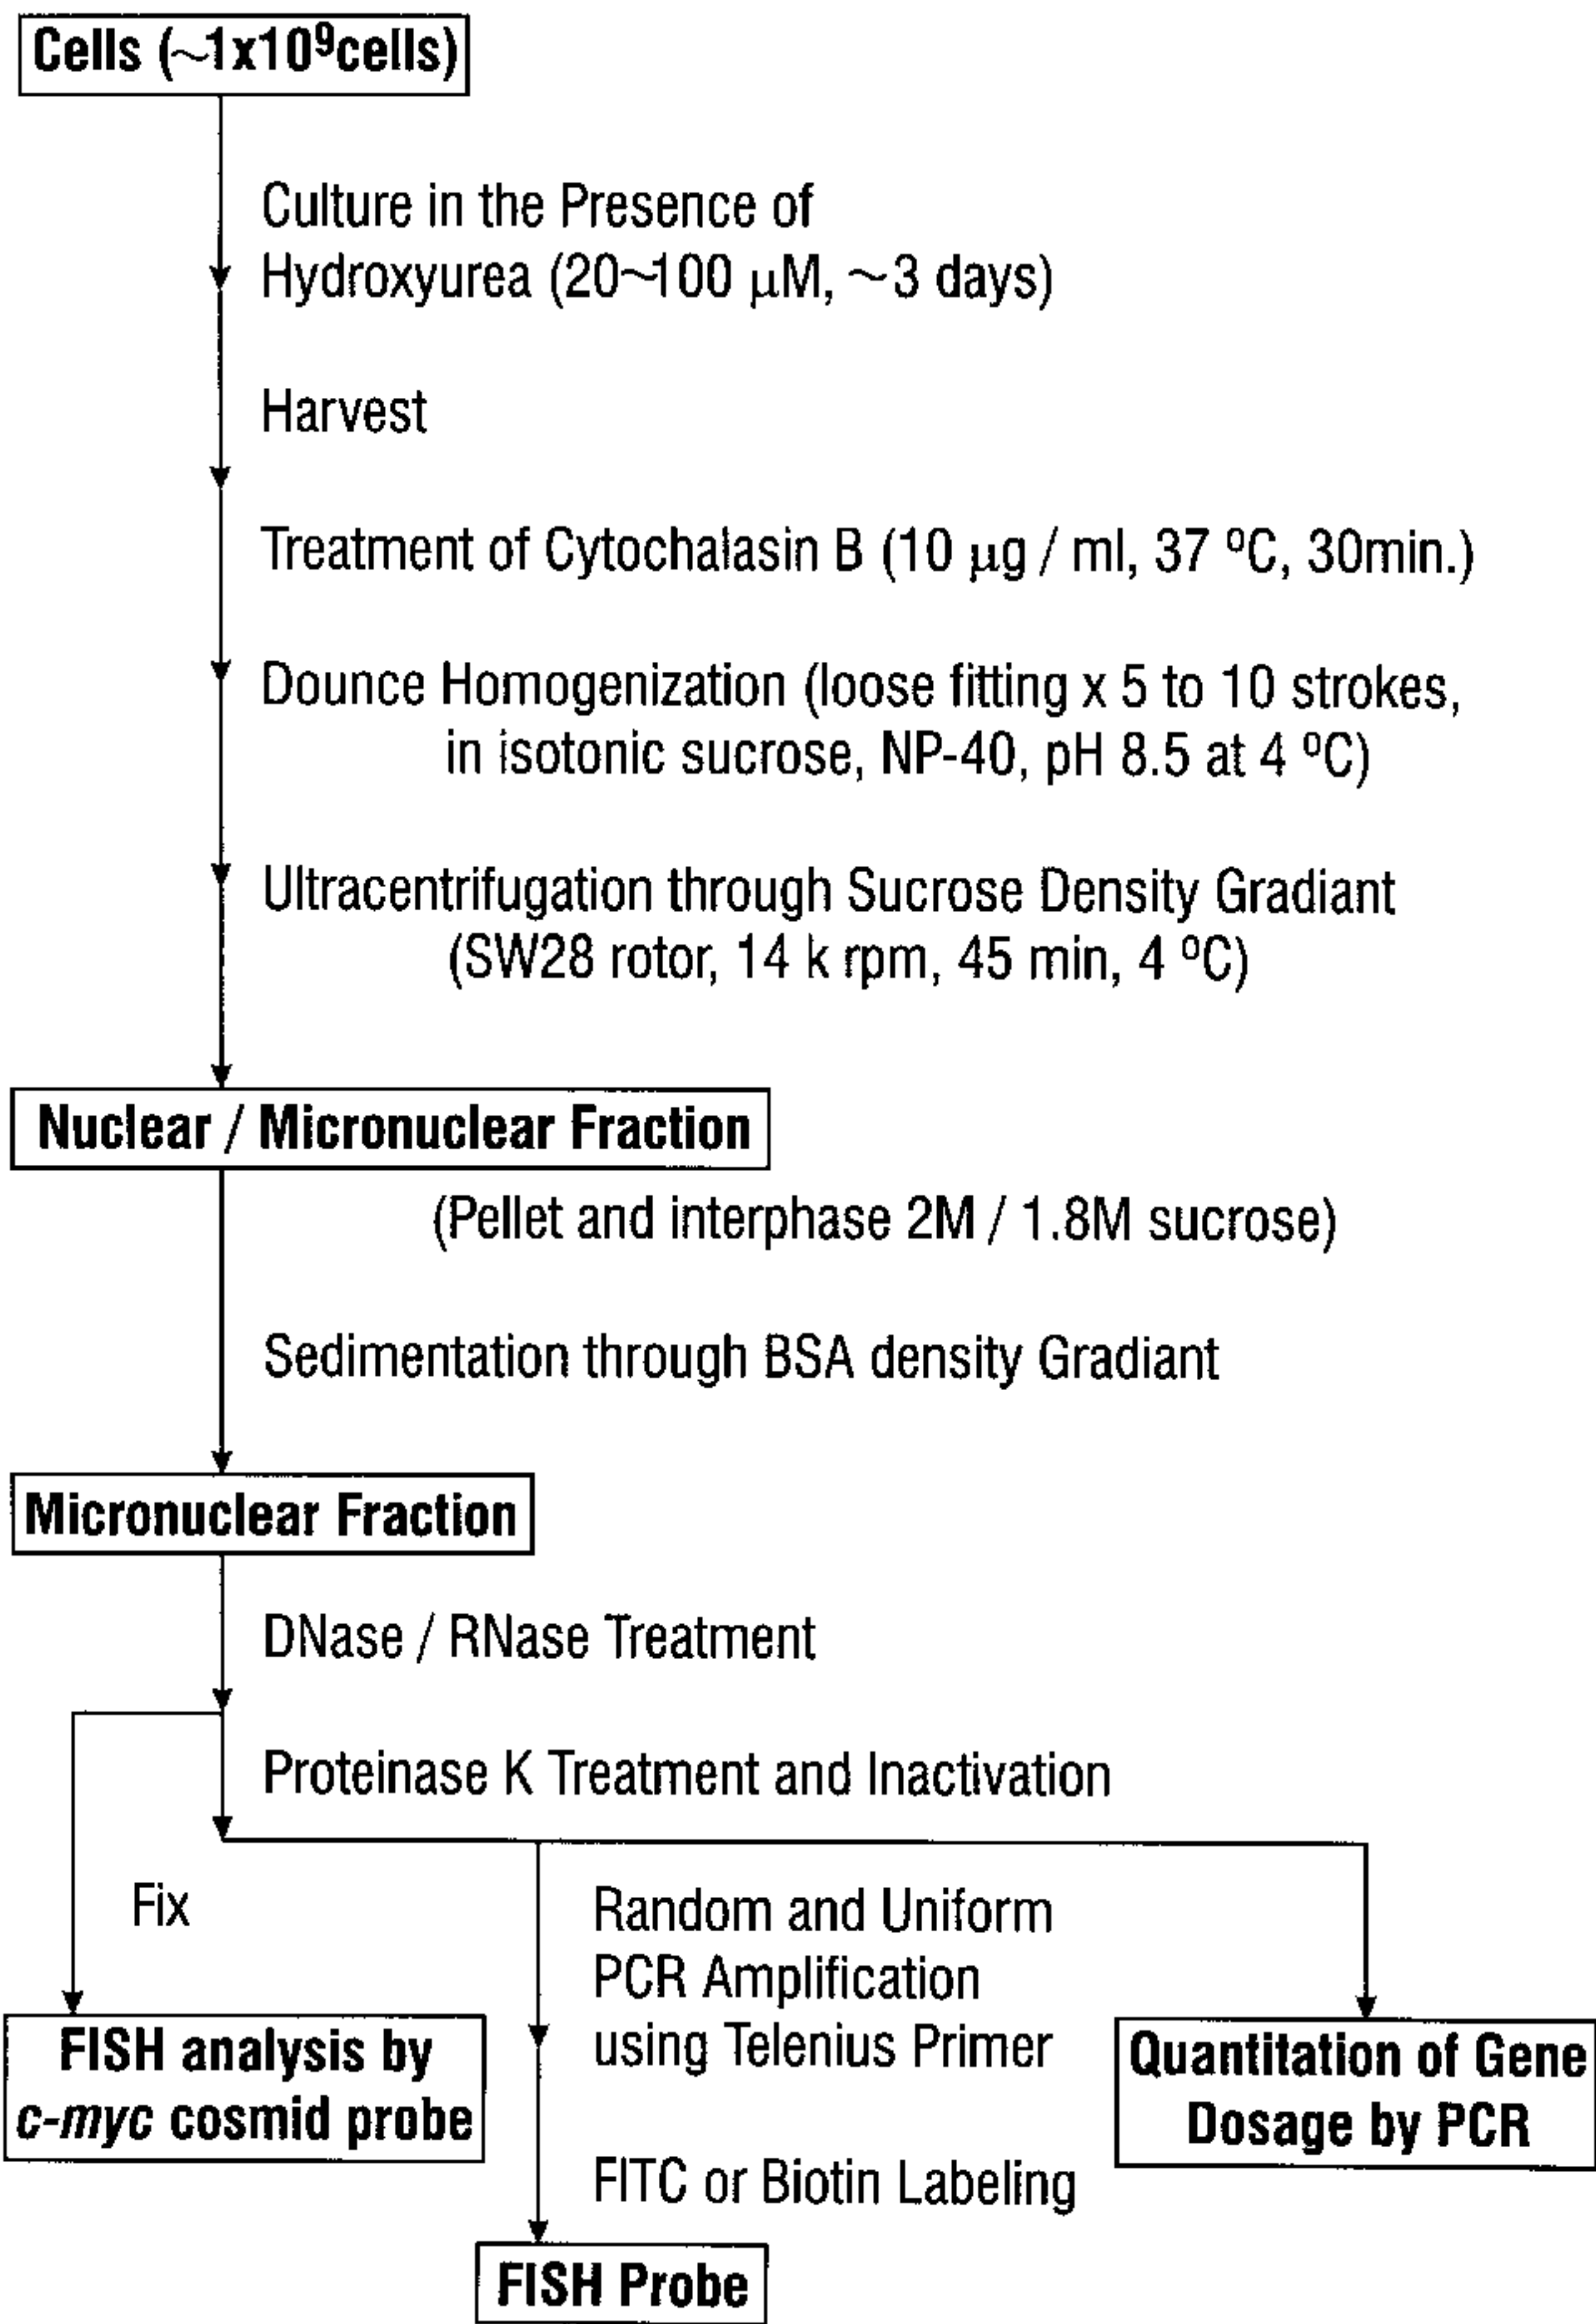 Cells (~1x10⁹cells)
Culture in the Presence of
Hydroxyurea (20~100 μM, ~3 days)
Harvest
Treatment of Cytochalasin B (10 μg / ml, 37 ºC, 30min.)
Dounce Homogenization (loose fitting x 5 to 10 strokes,
in isotonic sucrose, NP-40, pH 8.5 at 4 ºC)
Ultracentrifugation through Sucrose Density Gradiant
(SW28 rotor, 14 k rpm, 45 min, 4 ºC)
Nuclear / Micronuclear Fraction
(Pellet and interphase 2M / 1.8M sucrose)
Sedimentation through BSA density Gradiant
Micronuclear Fraction
DNase / RNase Treatment
Proteinase K Treatment and Inactivation
Fix
Random and Uniform
PCR Amplification
using Telenius Primer
FISH analysis by
c-myc cosmid probe
Quantitation of Gene
Dosage by PCR
FITC or Biotin Labeling
FISH Probe